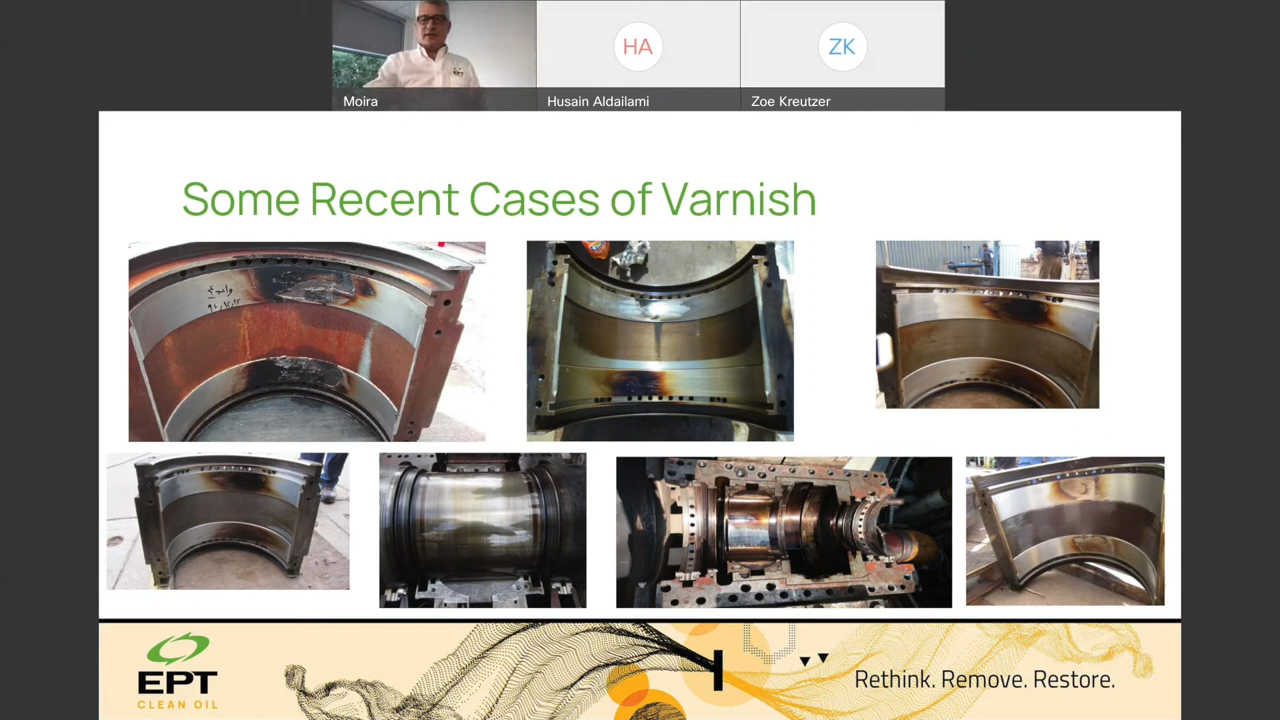 HA
ZK
Moira
Husain Aldailami
Zoe Kreutzer
Some Recent Cases of Varnish
EPT
CLEAN OIL
Rethink. Remove. Restore.